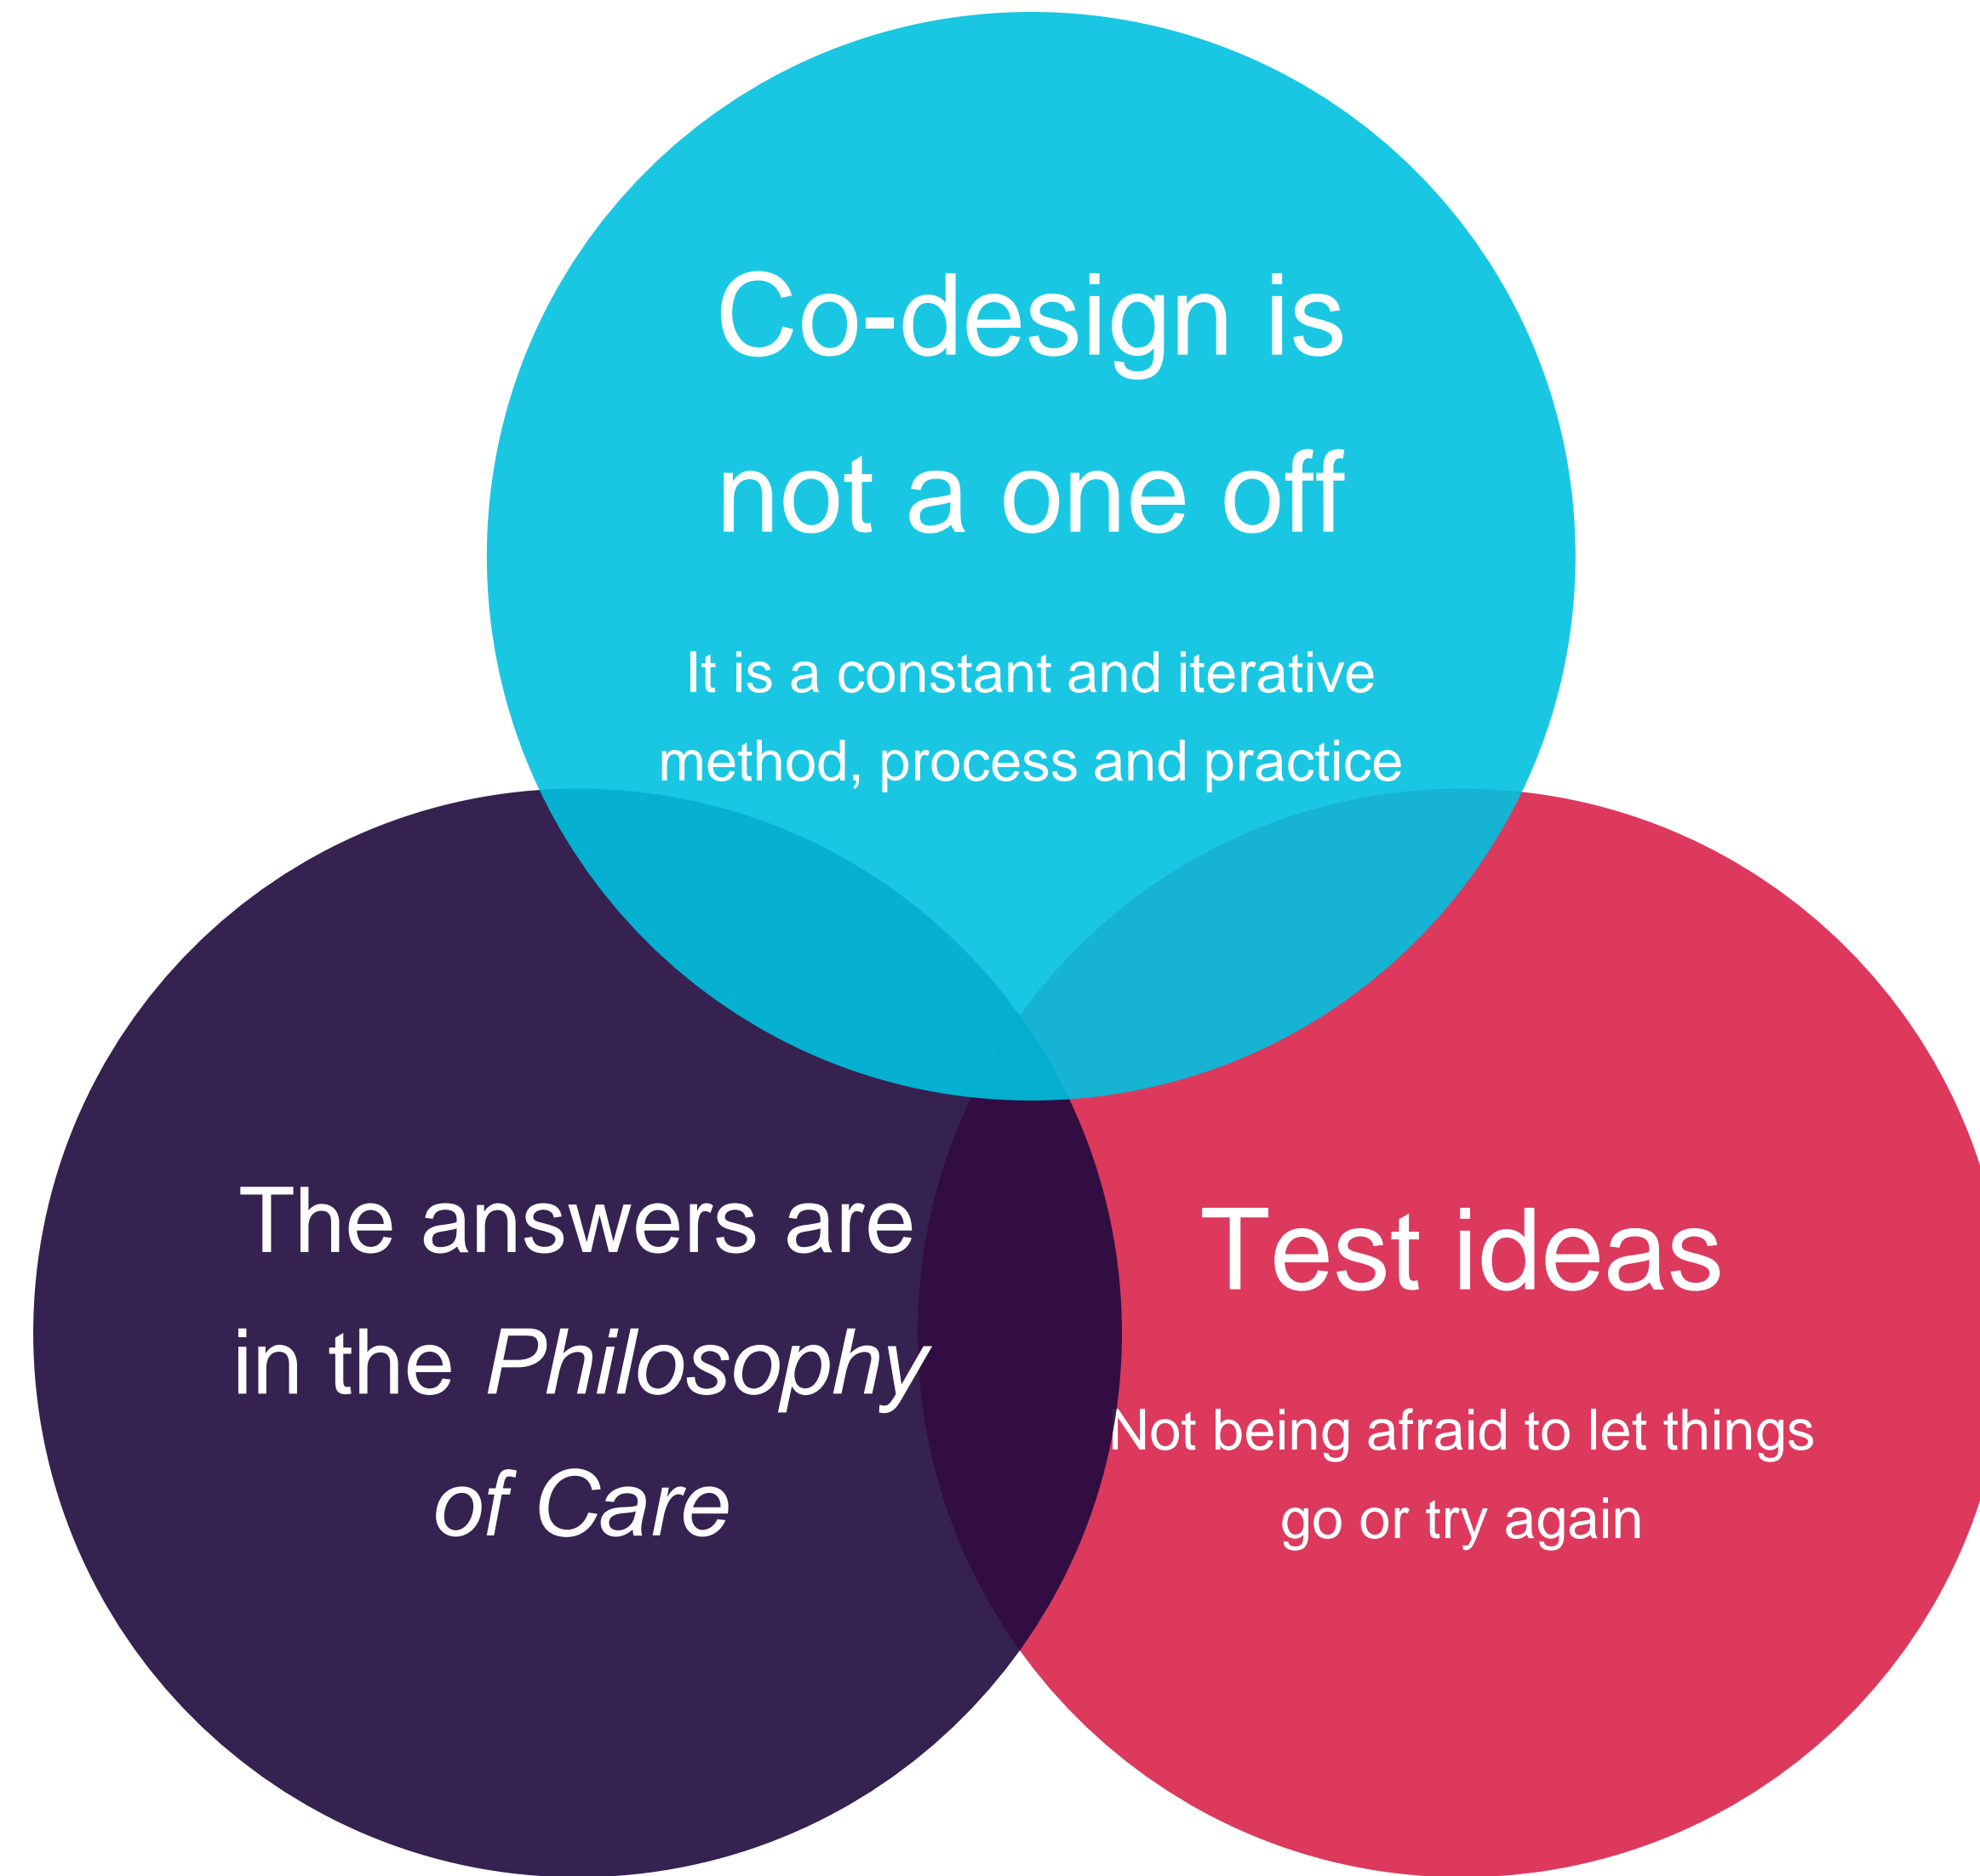 Co-design is
not a one off
It is a constant and iterative
method, process and practice
The answers are
in the Philosophy
of Care
Test ideas
Not being afraid to let things
go or try again